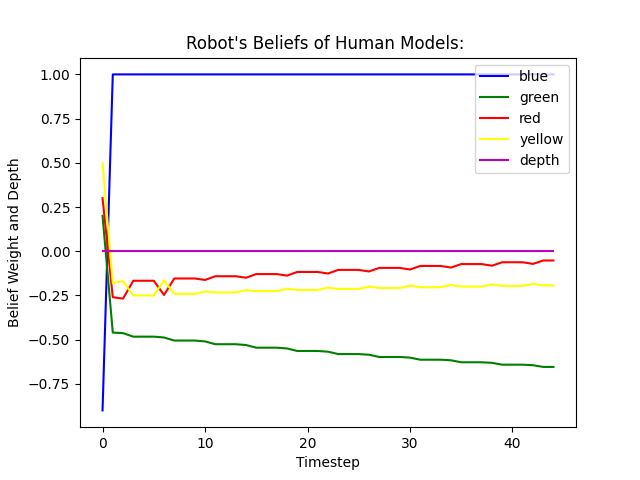 Robot's Beliefs of Human Models:
1.00
0.75
0.50
0.25
0.00
−0.25
−0.50
−0.75
Belief Weight and Depth
0
10
20
30
40
Timestep
blue
green
red
yellow
depth